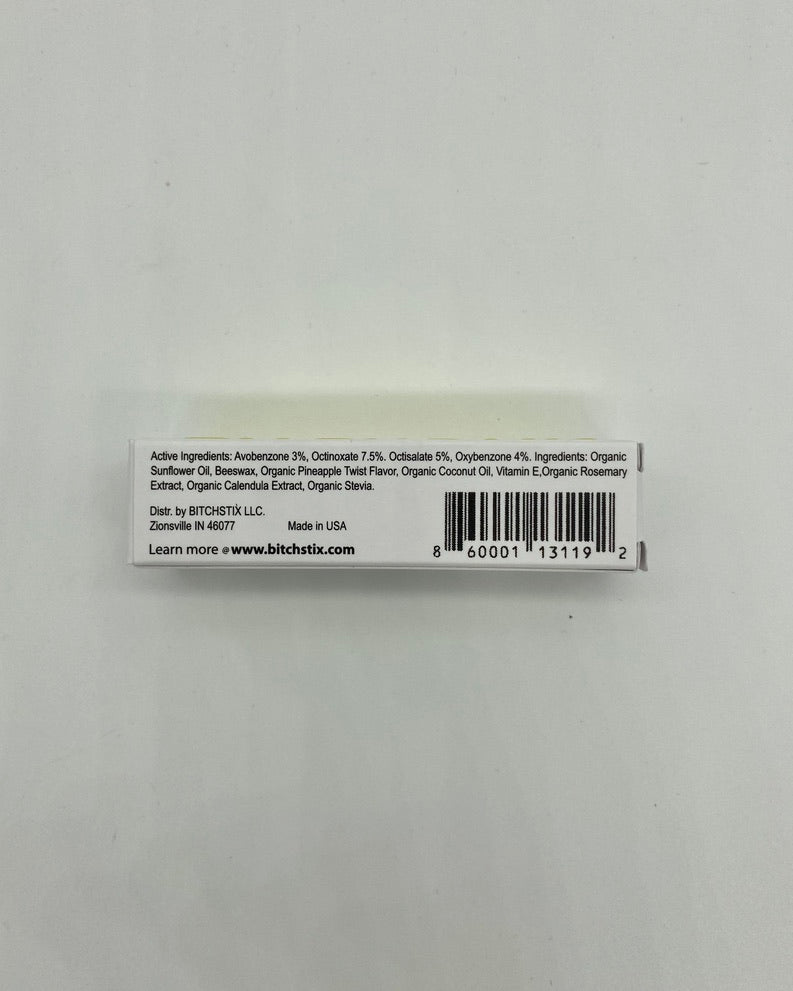 Active Ingredients: Avobenzone 3%, Octinoxate 7.5%. Octisalate 5%, Oxybenzone 4%. Ingredients: Organic
Sunflower Oil, Beeswax, Organic Pineapple Twist Flavor, Organic Coconut Oil, Vitamin E,Organic Rosemary
Extract, Organic Calendula Extract, Organic Stevia.
Distr. by BITCHSTIX LLC.
Zionsville IN 46077 Made in USA
Learn more @ www.bitchstix.com
8 60001 13119 2